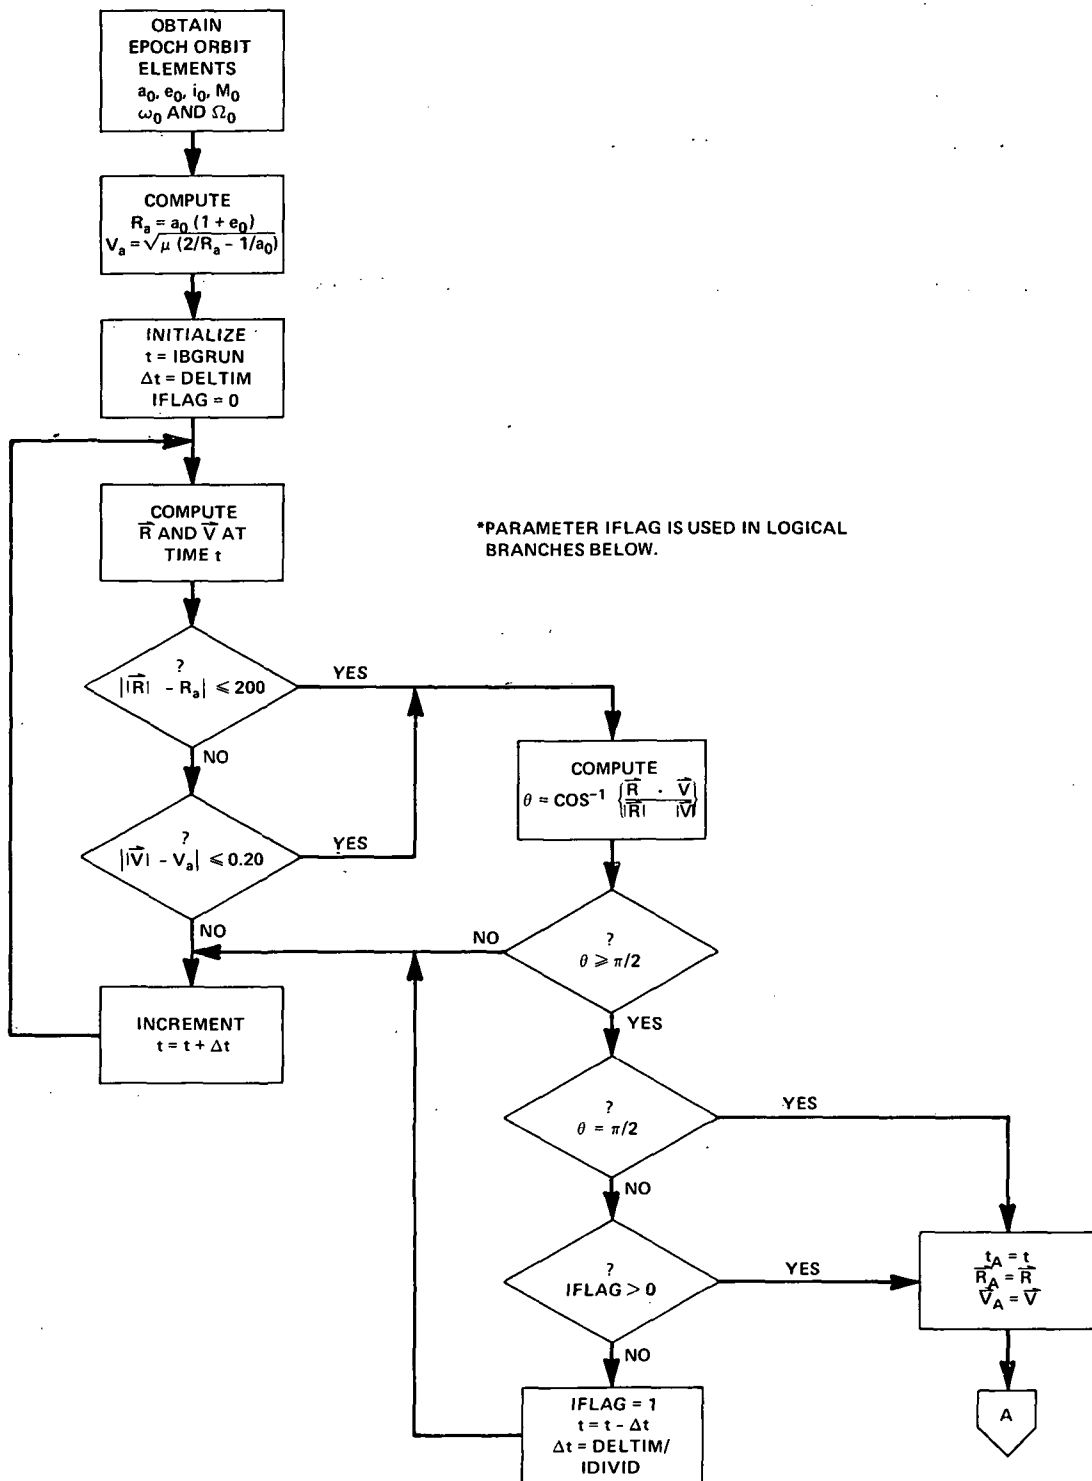 OBTAIN
EPOCH ORBIT
ELEMENTS
a₀, e₀, i₀, M₀
ω₀ AND Ω₀
COMPUTE
Rₐ = a₀ (1 + e₀)
Vₐ = √μ (2/Rₐ - 1/a₀)
INITIALIZE
t = IBGRUN
Δt = DELTIM
IFLAG = 0
COMPUTE
R⃗ AND V⃗ AT
TIME t
*PARAMETER IFLAG IS USED IN LOGICAL
BRANCHES BELOW.
?
||R⃗| - Rₐ| ≤ 200
YES
NO
?
||V⃗| - Vₐ| ≤ 0.20
YES
NO
INCREMENT
t = t + Δt
COMPUTE
θ = COS⁻¹ {R⃗ · V⃗
|R⃗| |V⃗|}
?
θ ≥ π/2
NO
YES
?
θ = π/2
YES
NO
?
IFLAG > 0
YES
NO
t_A = t
R⃗_A = R⃗
V⃗_A = V⃗
IFLAG = 1
t = t - Δt
Δt = DELTIM/
IDIVID
A